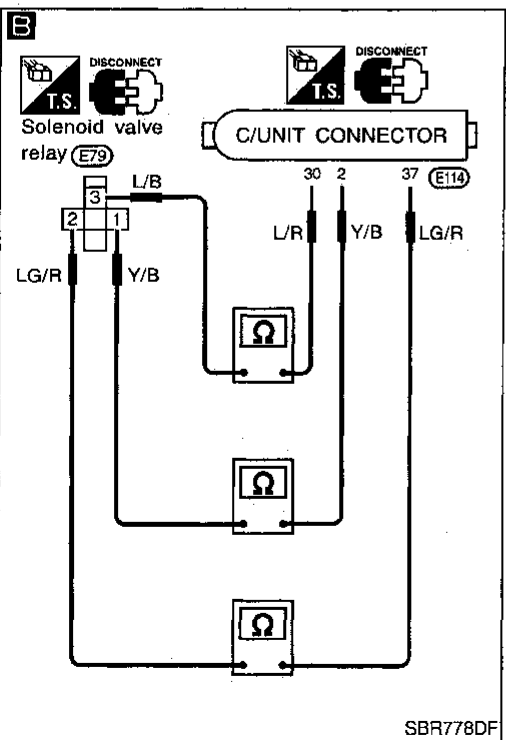 B
DISCONNECT
T.S.
DISCONNECT
T.S.
Solenoid valve
relay E79
C/UNIT CONNECTOR
30 2 37 E114
3 L/B
2 1
L/R Y/B LG/R
LG/R Y/B
Ω
Ω
Ω
SBR778DF